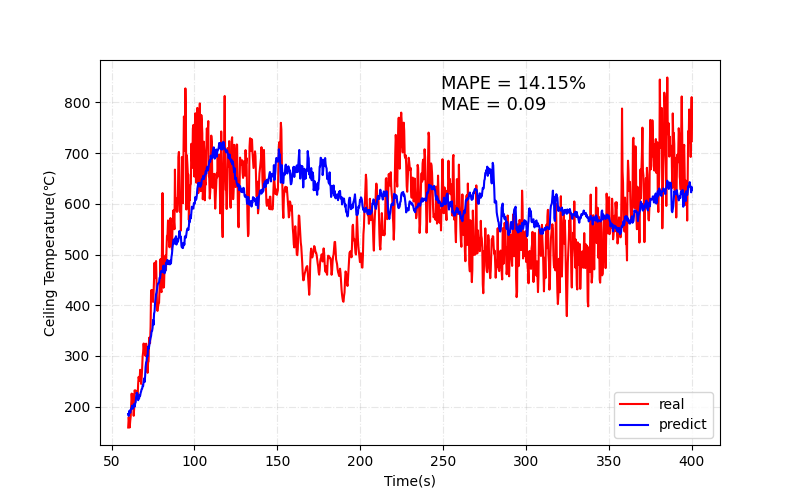 MAPE = 14.15%
MAE = 0.09
Ceiling Temperature(℃)
800
700
600
500
400
300
200
real
predict
50
100
150
200
250
300
350
400
Time(s)